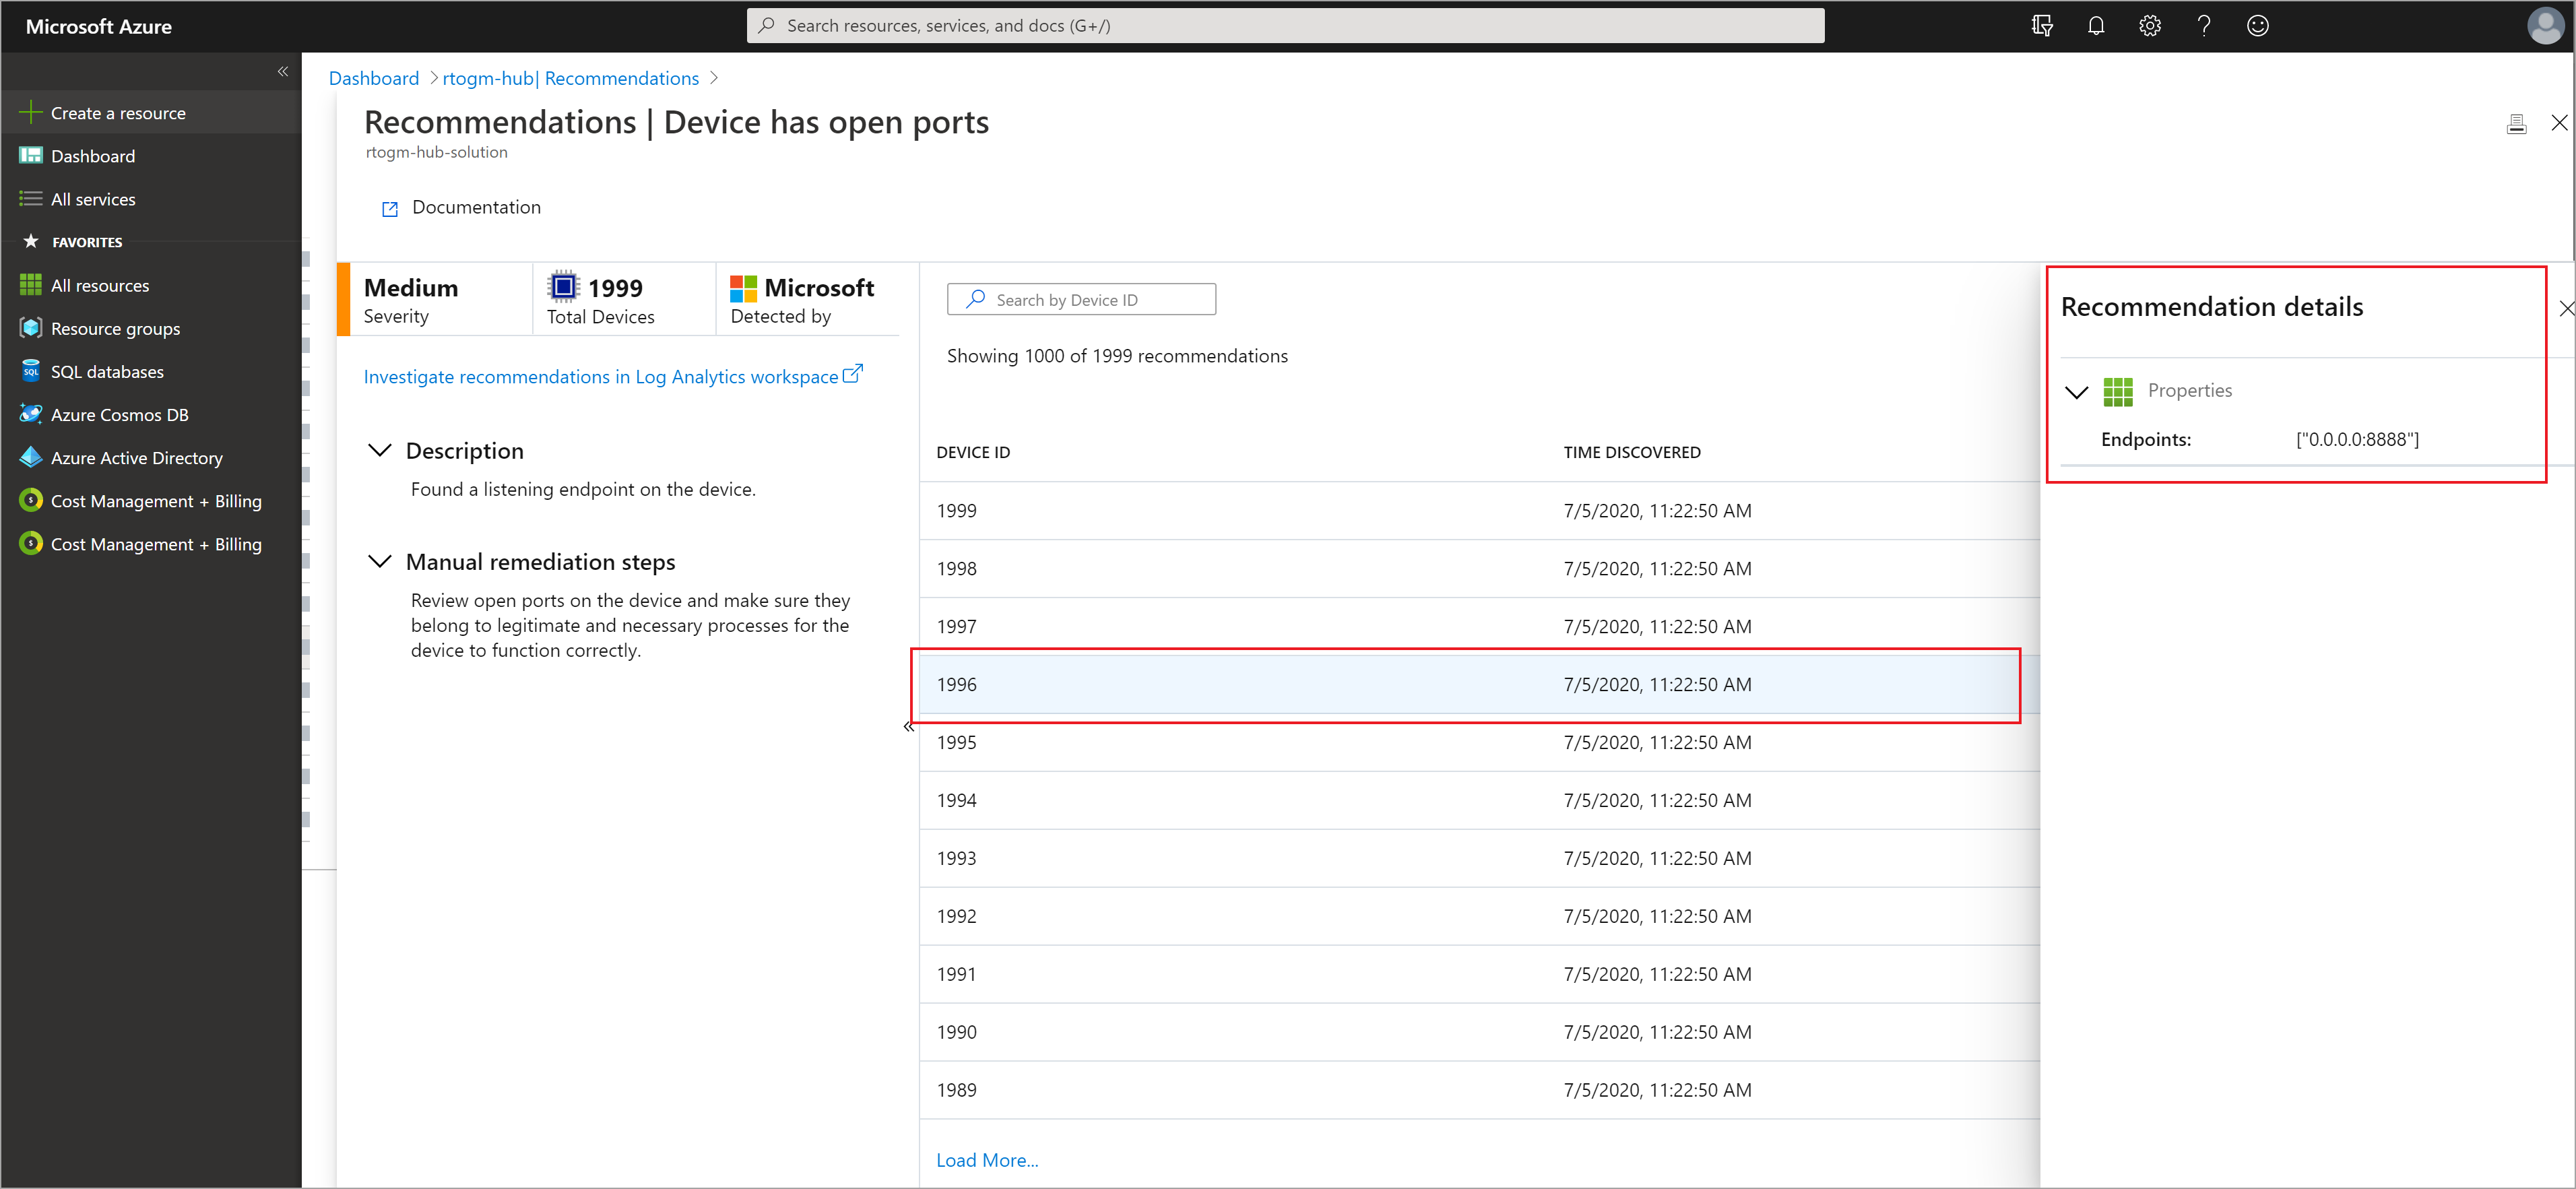 Microsoft Azure
Search resources, services, and docs (G+/)
Create a resource
Dashboard
All services
FAVORITES
All resources
Resource groups
SQL
SQL databases
Azure Cosmos DB
Azure Active Directory
Cost Management + Billing
Cost Management + Billing
Dashboard > rtogm-hub| Recommendations >
Recommendations | Device has open ports
rtogm-hub-solution
Documentation
Medium
Severity
1999
Total Devices
Microsoft
Detected by
Investigate recommendations in Log Analytics workspace
Description
Found a listening endpoint on the device.
Manual remediation steps
Review open ports on the device and make sure they
belong to legitimate and necessary processes for the
device to function correctly.
Search by Device ID
Showing 1000 of 1999 recommendations
DEVICE ID TIME DISCOVERED
1999 7/5/2020, 11:22:50 AM
1998 7/5/2020, 11:22:50 AM
1997 7/5/2020, 11:22:50 AM
1996 7/5/2020, 11:22:50 AM
1995 7/5/2020, 11:22:50 AM
1994 7/5/2020, 11:22:50 AM
1993 7/5/2020, 11:22:50 AM
1992 7/5/2020, 11:22:50 AM
1991 7/5/2020, 11:22:50 AM
1990 7/5/2020, 11:22:50 AM
1989 7/5/2020, 11:22:50 AM
Load More...
Recommendation details
Properties
Endpoints: ["0.0.0.0:8888"]